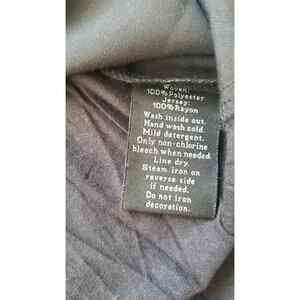 Woven:
100%Polyester
Jersey:
100%Rayon
Wash inside out.
Hand wash cold.
Mild detergent.
Only non-chlorine
bleach when needed.
Line dry.
Steam iron on
reverse side
if needed.
Do not iron
decoration.